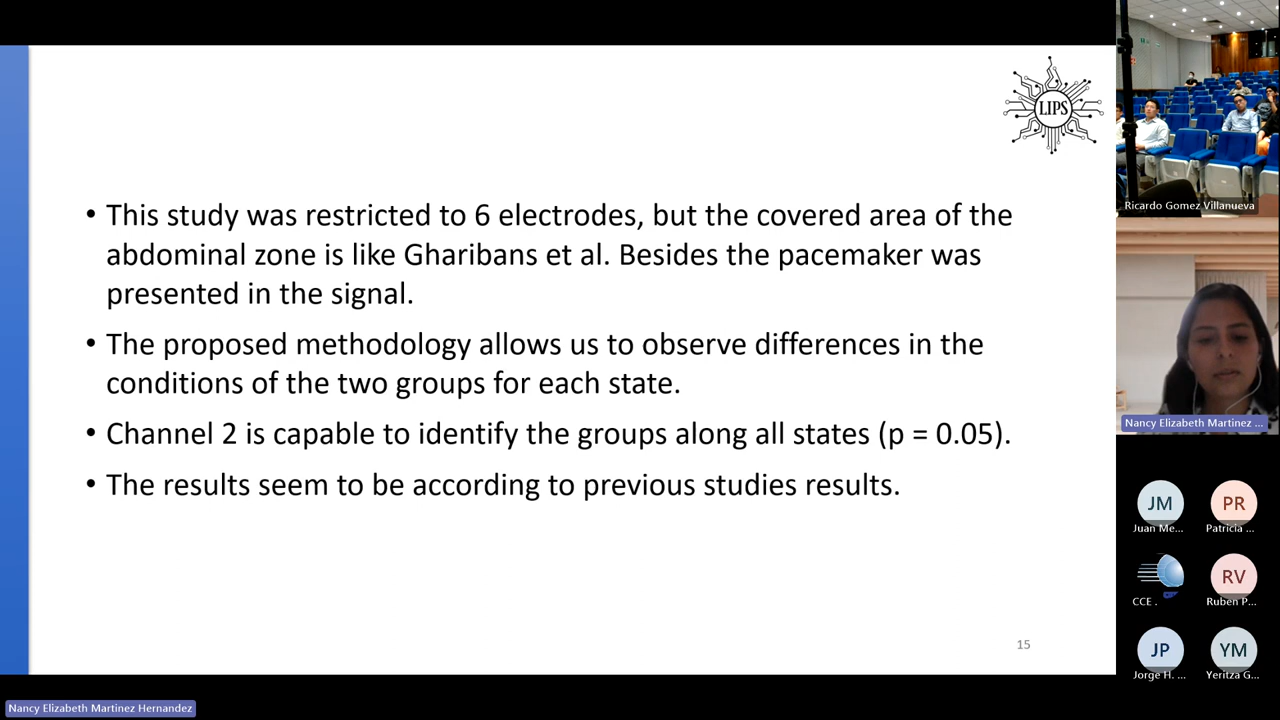 LIPS
• This study was restricted to 6 electrodes, but the covered area of the
abdominal zone is like Gharibans et al. Besides the pacemaker was
presented in the signal.
• The proposed methodology allows us to observe differences in the
conditions of the two groups for each state.
• Channel 2 is capable to identify the groups along all states (p = 0.05).
• The results seem to be according to previous studies results.
15
Nancy Elizabeth Martinez Hernandez
Ricardo Gomez Villanueva
Nancy Elizabeth Martinez ...
JM
Juan Me...
PR
Patricia ...
CCE .
RV
Ruben P...
JP
Jorge H. ...
YM
Yeritza G...